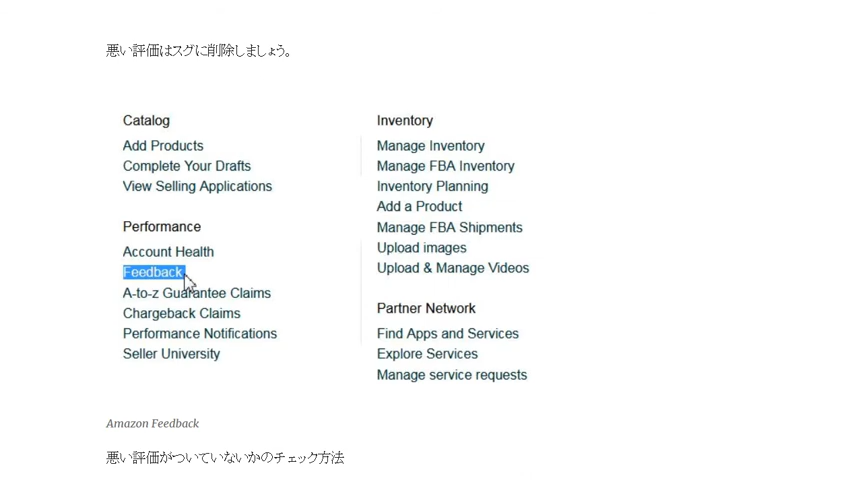 悪い評価はスグに削除しましょう。
Catalog
Add Products
Complete Your Drafts
View Selling Applications
Performance
Account Health
Feedback
A-to-z Guarantee Claims
Chargeback Claims
Performance Notifications
Seller University
Inventory
Manage Inventory
Manage FBA Inventory
Inventory Planning
Add a Product
Manage FBA Shipments
Upload images
Upload & Manage Videos
Partner Network
Find Apps and Services
Explore Services
Manage service requests
Amazon Feedback
悪い評価がついていないかのチェック方法